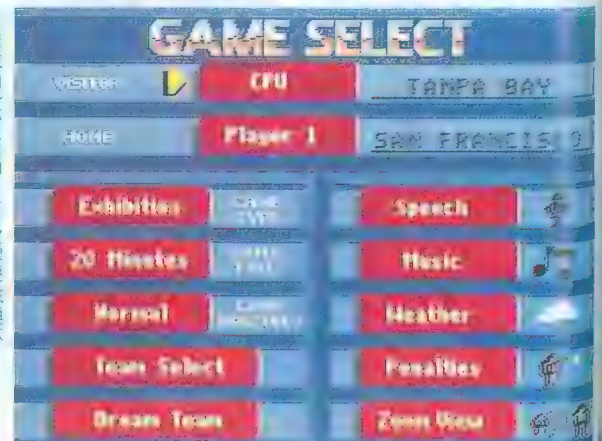 GAME SELECT
VISITOR CPU TAMPA BAY
HOME Player 1 SAN FRANCIS
Exhibition Speech
20 Minutes Music
Normal Weather
Team Select Penalties
Dream Team Zoom View